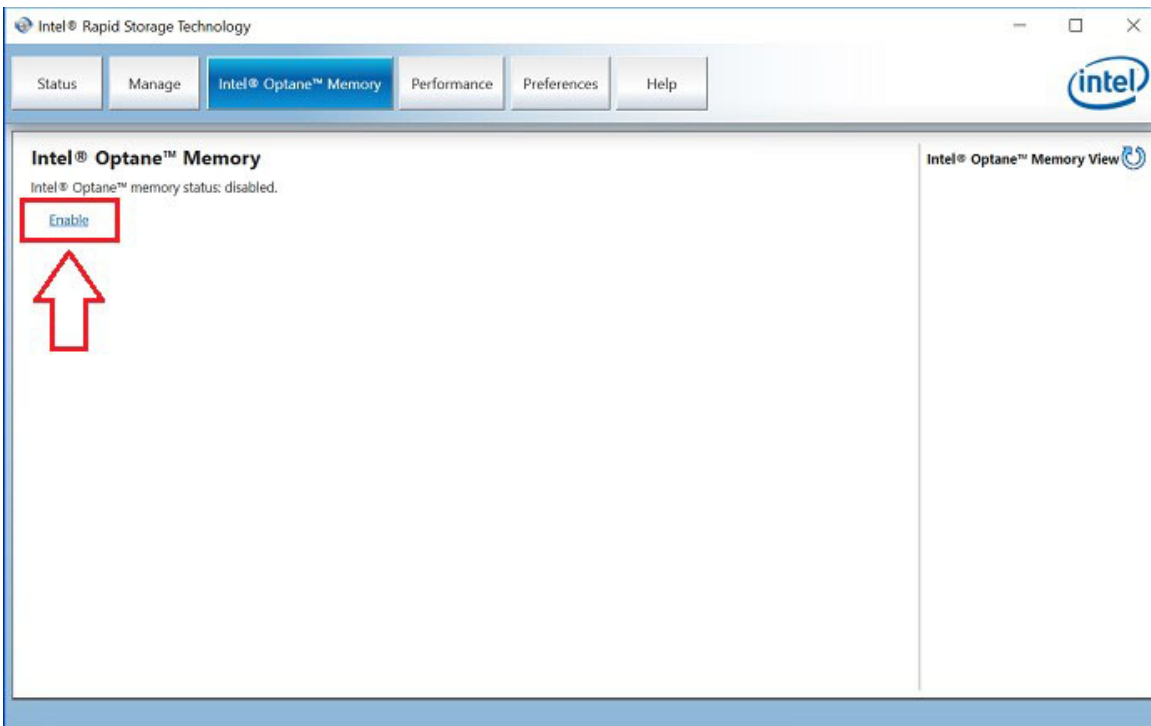 Intel® Rapid Storage Technology
Status Manage Intel® Optane™ Memory Performance Preferences Help
intel
Intel® Optane™ Memory
Intel® Optane™ memory status: disabled.
Enable
Intel® Optane™ Memory View